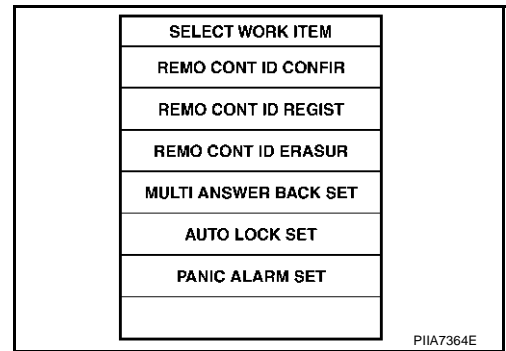 SELECT WORK ITEM
REMO CONT ID CONFIR
REMO CONT ID REGIST
REMO CONT ID ERASUR
MULTI ANSWER BACK SET
AUTO LOCK SET
PANIC ALARM SET
PIIA7364E